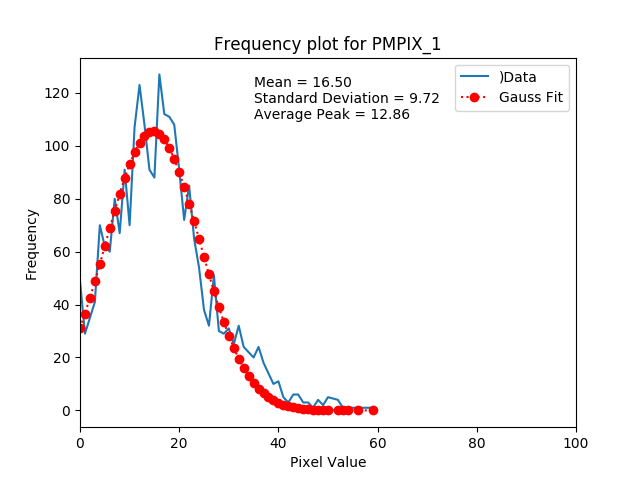 Frequency plot for PMPIX_1
Mean = 16.50
Standard Deviation = 9.72
Average Peak = 12.86
)Data
Gauss Fit
Frequency
120
100
80
60
40
20
0
0 20 40 60 80 100
Pixel Value